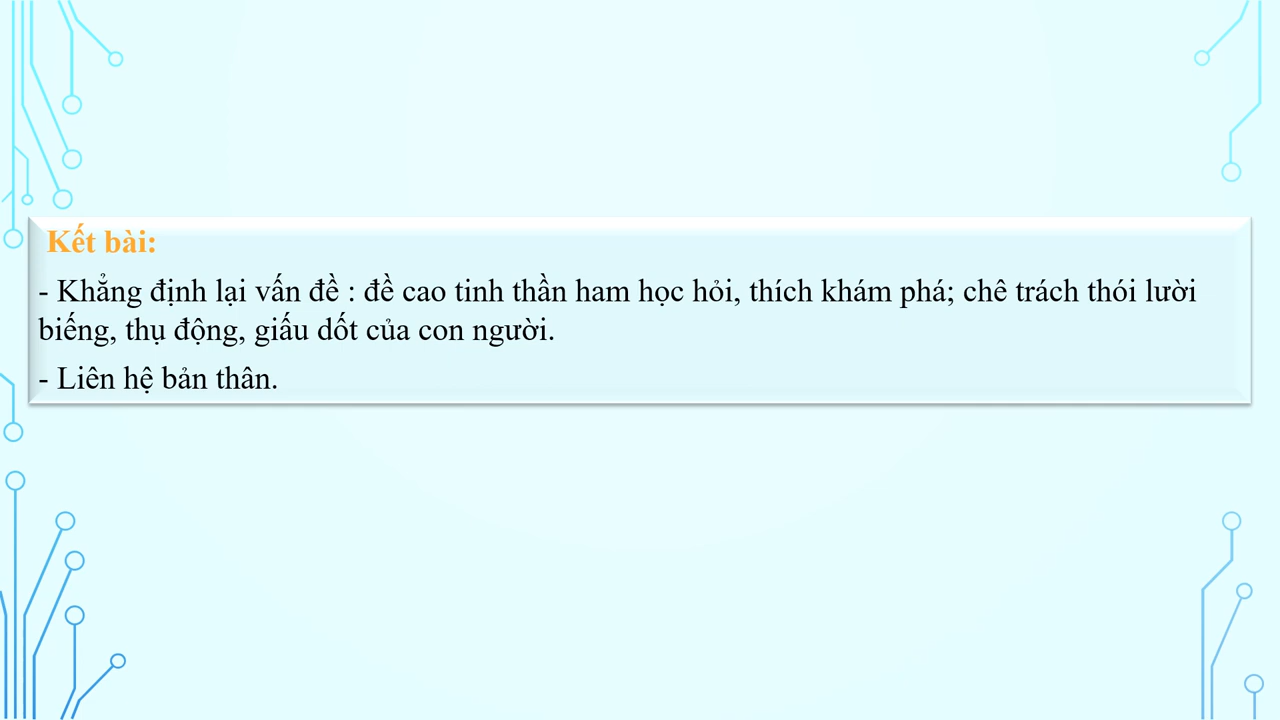 Kết bài:
- Khẳng định lại vấn đề : đề cao tinh thần ham học hỏi, thích khám phá; chê trách thói lười
biếng, thụ động, giấu dốt của con người.
- Liên hệ bản thân.